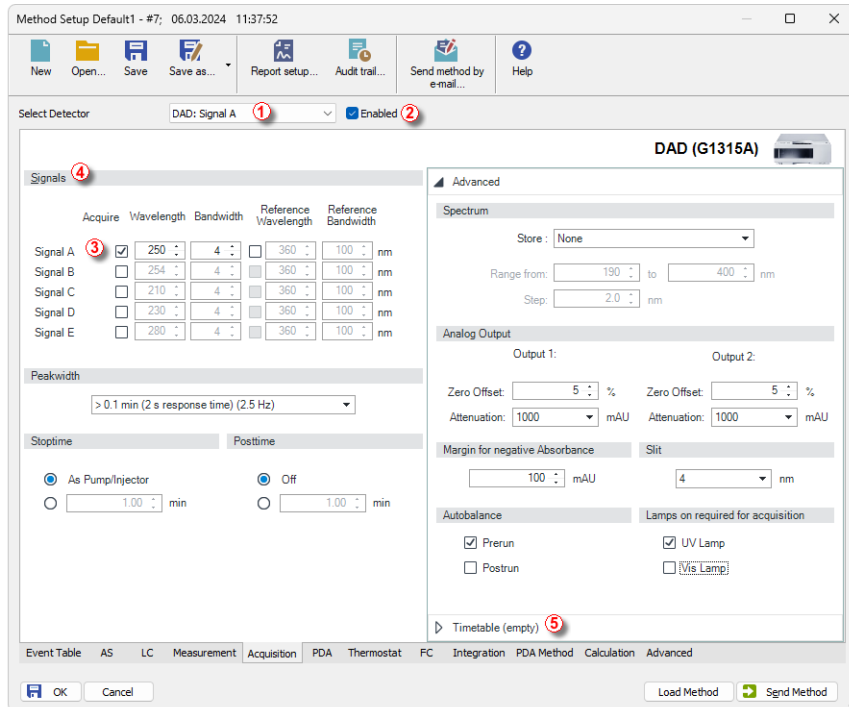 Method Setup Default1 - #7; 06.03.2024 11:37:52
New Open... Save Save as... Report setup... Audit trail... Send method by e-mail... Help
Select Detector DAD: Signal A 1 Enabled 2
DAD (G1315A)
Signals 4
Acquire Wavelength Bandwidth Reference Wavelength Reference Bandwidth
Signal A 3 250 4 360 100 nm
Signal B 254 4 360 100 nm
Signal C 210 4 360 100 nm
Signal D 230 4 360 100 nm
Signal E 280 4 360 100 nm
Peakwidth
> 0.1 min (2 s response time) (2.5 Hz)
Stoptime Posttime
As Pump/Injector Off
1.00 min 1.00 min
Advanced
Spectrum
Store : None
Range from: 190 to 400 nm
Step: 2.0 nm
Analog Output
Output 1: Output 2:
Zero Offset: 5 % Zero Offset: 5 %
Attenuation: 1000 mAU Attenuation: 1000 mAU
Margin for negative Absorbance Slit
100 mAU 4 nm
Autobalance Lamps on required for acquisition
Prerun UV Lamp
Postrun Vis Lamp
Timetable (empty) 5
Event Table AS LC Measurement Acquisition PDA Thermostat FC Integration PDA Method Calculation Advanced
OK Cancel Load Method Send Method